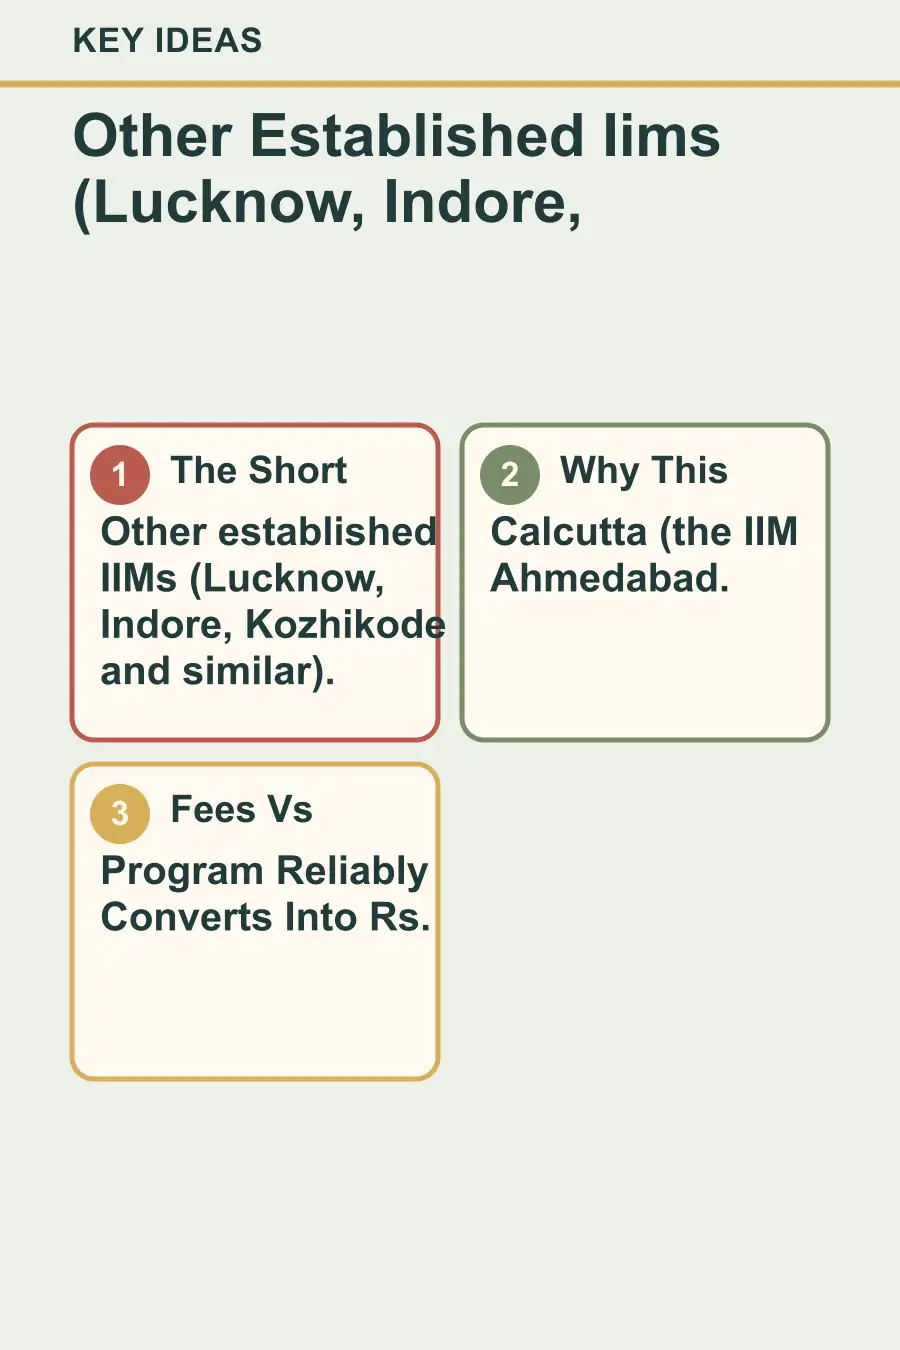 KEY IDEAS
Other Established Iims
(Lucknow, Indore,
1 The Short
Other established
IIMs (Lucknow,
Indore, Kozhikode
and similar).
2 Why This
Calcutta (the IIM
Ahmedabad.
3 Fees Vs
Program Reliably
Converts Into Rs.